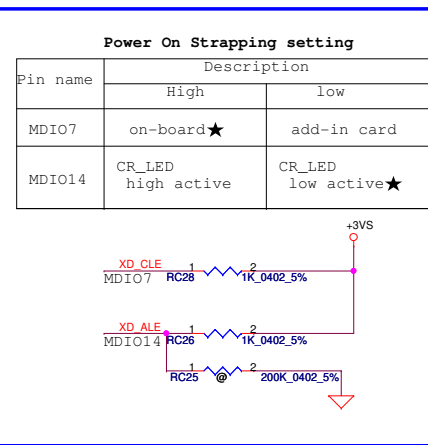 Power On Strapping setting
Pin name
Description
High
low
MDIO7
on-board★
add-in card
MDIO14
CR_LED
high active
CR_LED
low active★
+3VS
XD_CLE
MDIO7
RC28
1
2
1K_0402_5%
XD_ALE
MDIO14
RC26
1
2
1K_0402_5%
RC25
1
@
2
200K_0402_5%